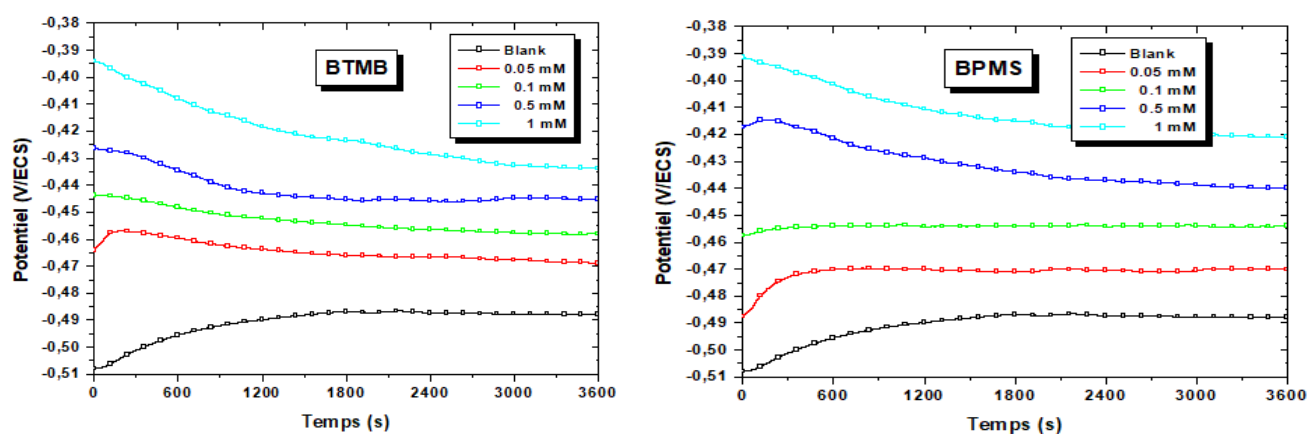 BTMB
Blank
0.05 mM
0.1 mM
0.5 mM
1 mM
-0,38
-0,39
-0,40
-0,41
-0,42
-0,43
-0,44
-0,45
-0,46
-0,47
-0,48
-0,49
-0,50
-0,51
Potentiel (V/ECS)
0 600 1200 1800 2400 3000 3600
Temps (s)
BPMS
Blank
0.05 mM
0.1 mM
0.5 mM
1 mM
-0,38
-0,39
-0,40
-0,41
-0,42
-0,43
-0,44
-0,45
-0,46
-0,47
-0,48
-0,49
-0,50
-0,51
Potentiel (V/ECS)
0 600 1200 1800 2400 3000 3600
Temps (s)